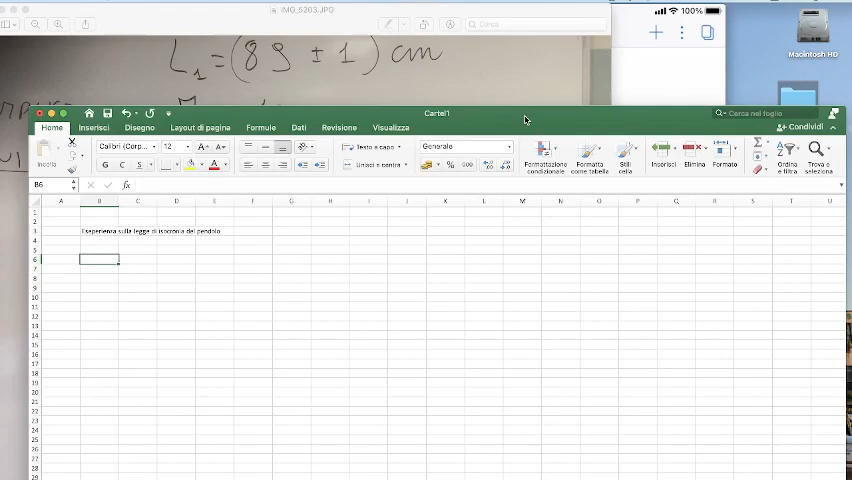 IMG_5203.JPG
Cerca
100%
L₁ = (89 ± 1) cm
Macintosh HD
Cartel1
Cerca nel foglio
Home Inserisci Disegno Layout di pagina Formule Dati Revisione Visualizza
Condividi
Incolla
Calibri (Corp... 12
Testo a capo
Generale
G C S
Unisci e centra
% 000
Formattazione condizionale
Formatta come tabella
Stili cella
Inserisci
Elimina
Formato
Ordina e filtra
Trova e seleziona
B6 fx
A B C D E F G H I J K L M N O P Q R S T U
1
2
3 Eseperienza sulla legge di isocronia del pendolo
4
5
6
7
8
9
10
11
12
13
14
15
16
17
18
19
20
21
22
23
24
25
26
27
28
29